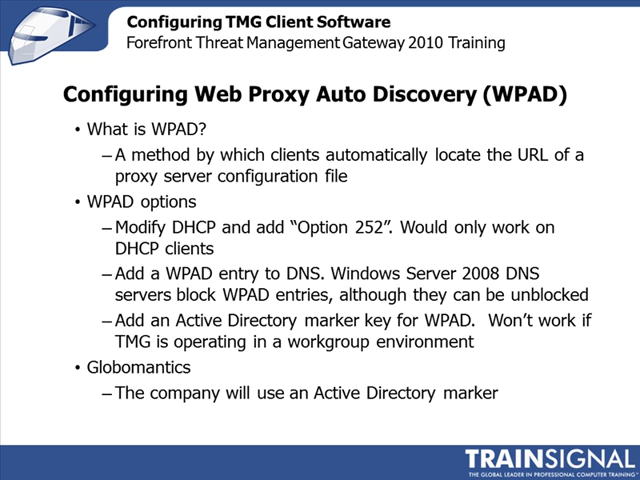 Configuring TMG Client Software
Forefront Threat Management Gateway 2010 Training
Configuring Web Proxy Auto Discovery (WPAD)
• What is WPAD?
– A method by which clients automatically locate the URL of a
proxy server configuration file
• WPAD options
– Modify DHCP and add “Option 252”. Would only work on
DHCP clients
– Add a WPAD entry to DNS. Windows Server 2008 DNS
servers block WPAD entries, although they can be unblocked
– Add an Active Directory marker key for WPAD.  Won’t work if
TMG is operating in a workgroup environment
• Globomantics
– The company will use an Active Directory marker
TRAINSIGNAL
THE GLOBAL LEADER IN PROFESSIONAL COMPUTER TRAINING